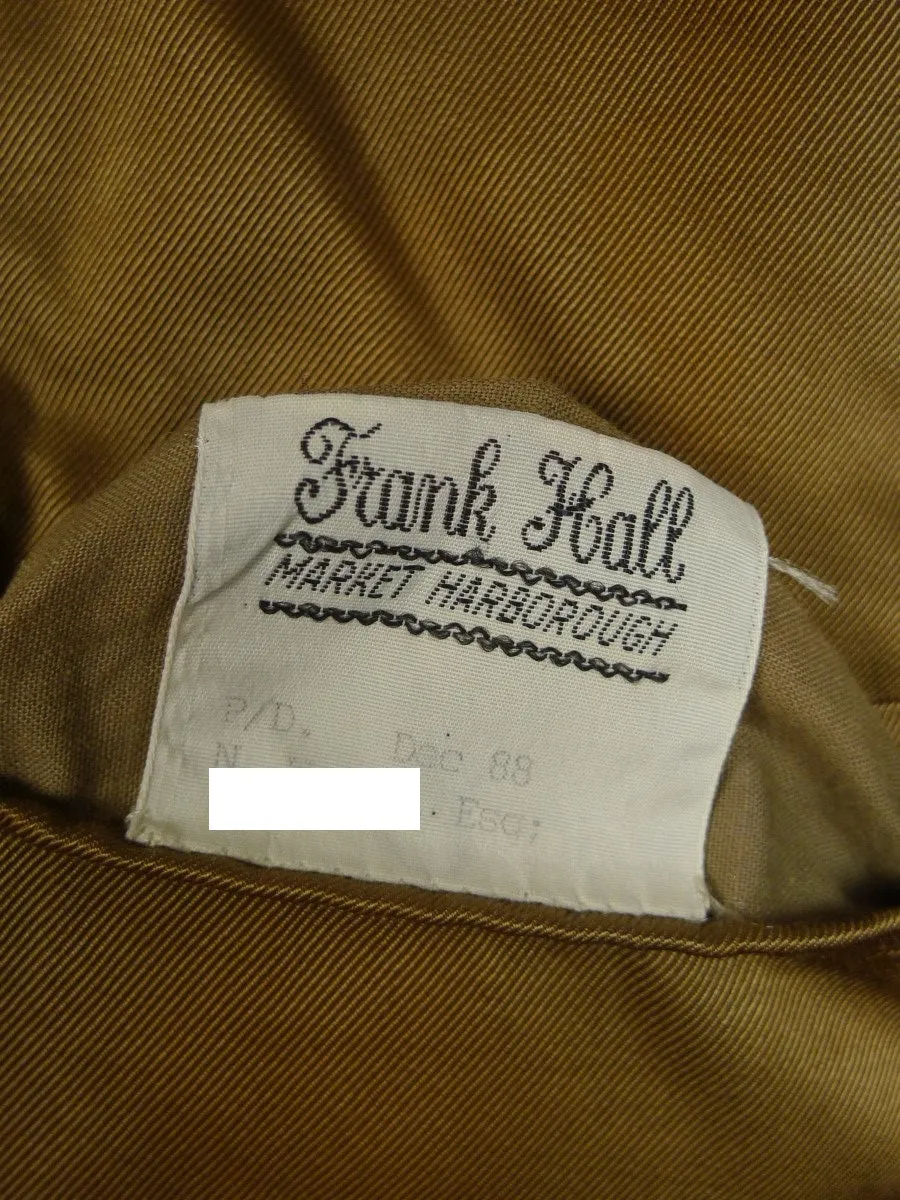 Frank Hall
MARKET HARBOROUGH
P/D.
Dec 88
. Esq;